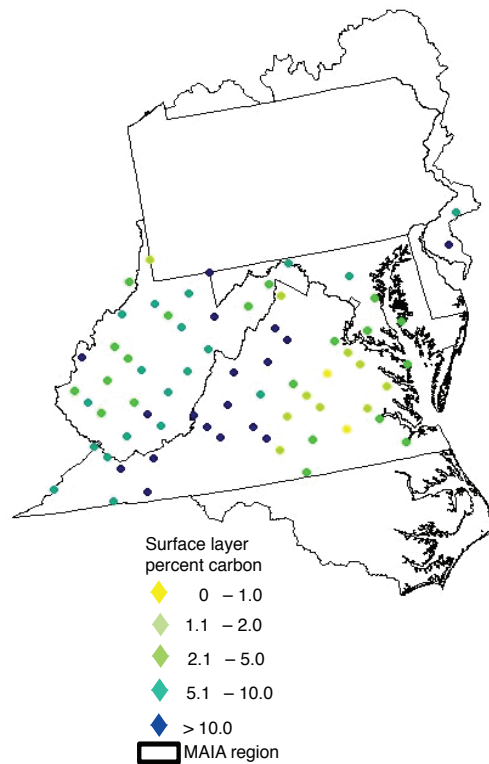 Surface layer
percent carbon
0 – 1.0
1.1 – 2.0
2.1 – 5.0
5.1 – 10.0
> 10.0
MAIA region